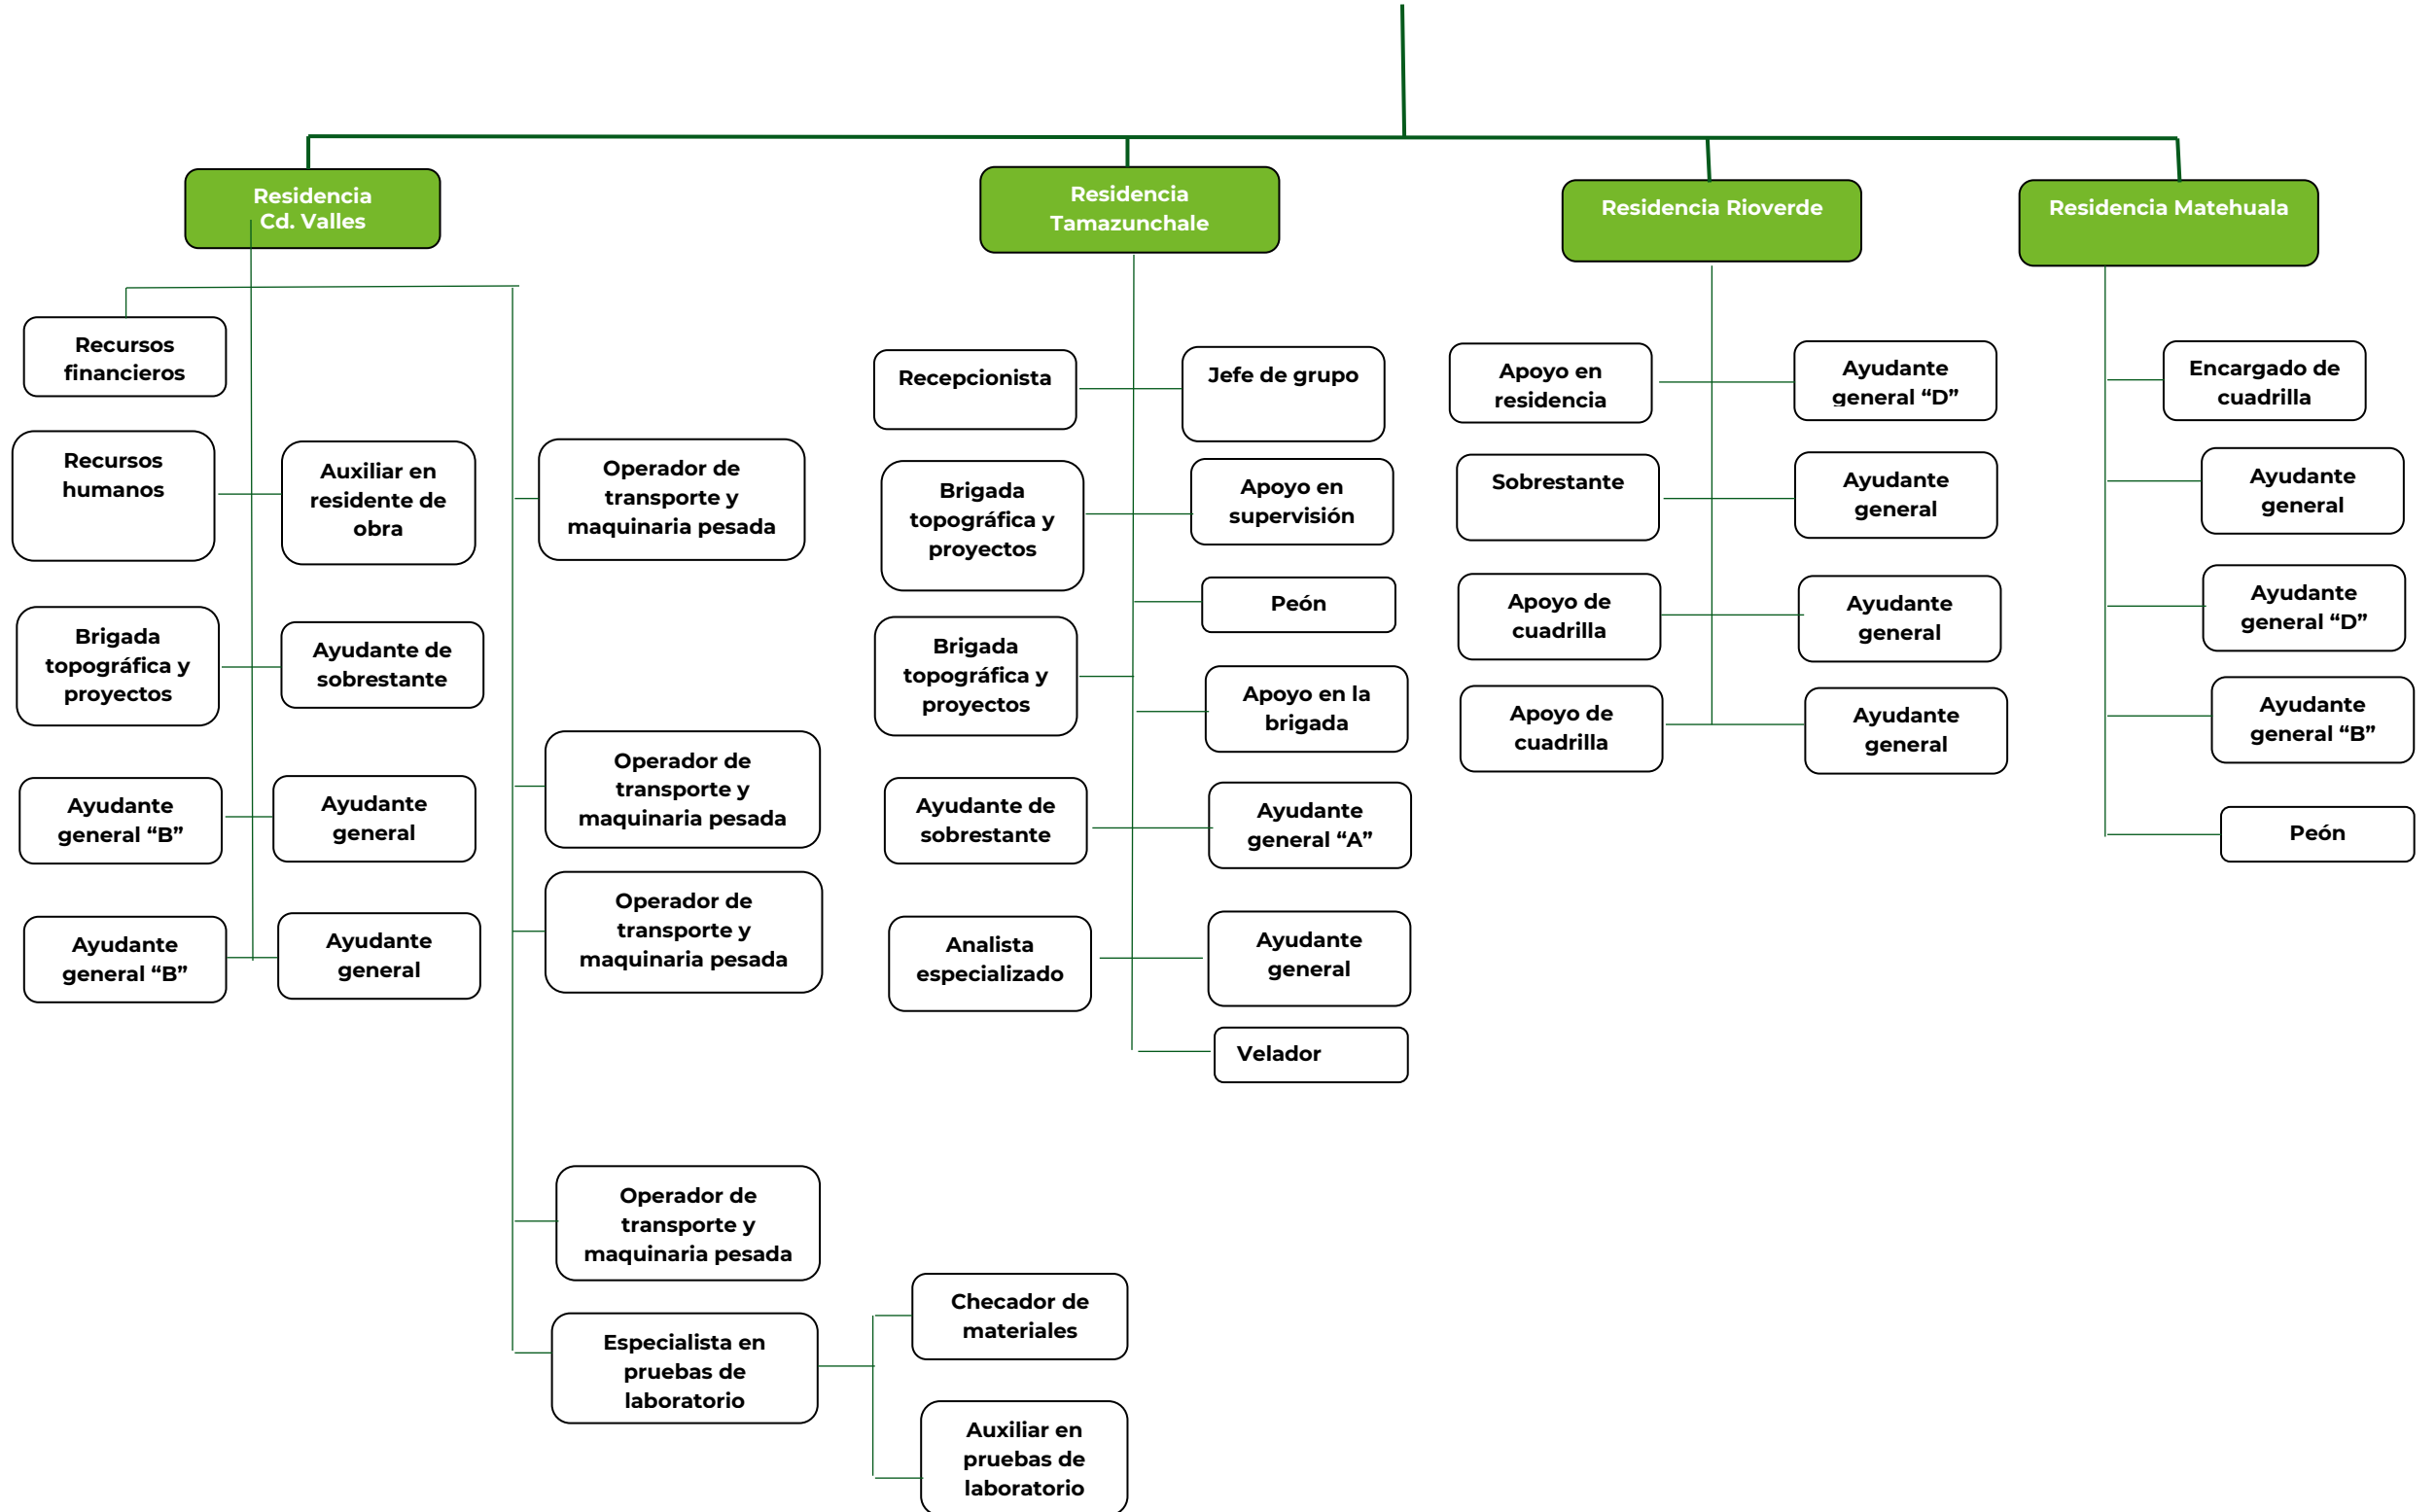 Residencia
Cd. Valles
Residencia
Tamazunchale
Residencia Rioverde
Residencia Matehuala
Recursos
financieros
Recursos
humanos
Auxiliar en
residente de
obra
Operador de
transporte y
maquinaria pesada
Brigada
topográfica y
proyectos
Ayudante de
sobrestante
Ayudante
general “B”
Ayudante
general
Operador de
transporte y
maquinaria pesada
Ayudante
general “B”
Ayudante
general
Operador de
transporte y
maquinaria pesada
Operador de
transporte y
maquinaria pesada
Especialista en
pruebas de
laboratorio
Checador de
materiales
Auxiliar en
pruebas de
laboratorio
Recepcionista
Jefe de grupo
Brigada
topográfica y
proyectos
Apoyo en
supervisión
Peón
Brigada
topográfica y
proyectos
Apoyo en la
brigada
Ayudante de
sobrestante
Ayudante
general “A”
Analista
especializado
Ayudante
general
Velador
Apoyo en
residencia
Ayudante
general “D”
Sobrestante
Ayudante
general
Apoyo de
cuadrilla
Ayudante
general
Apoyo de
cuadrilla
Ayudante
general
Encargado de
cuadrilla
Ayudante
general
Ayudante
general “D”
Ayudante
general “B”
Peón